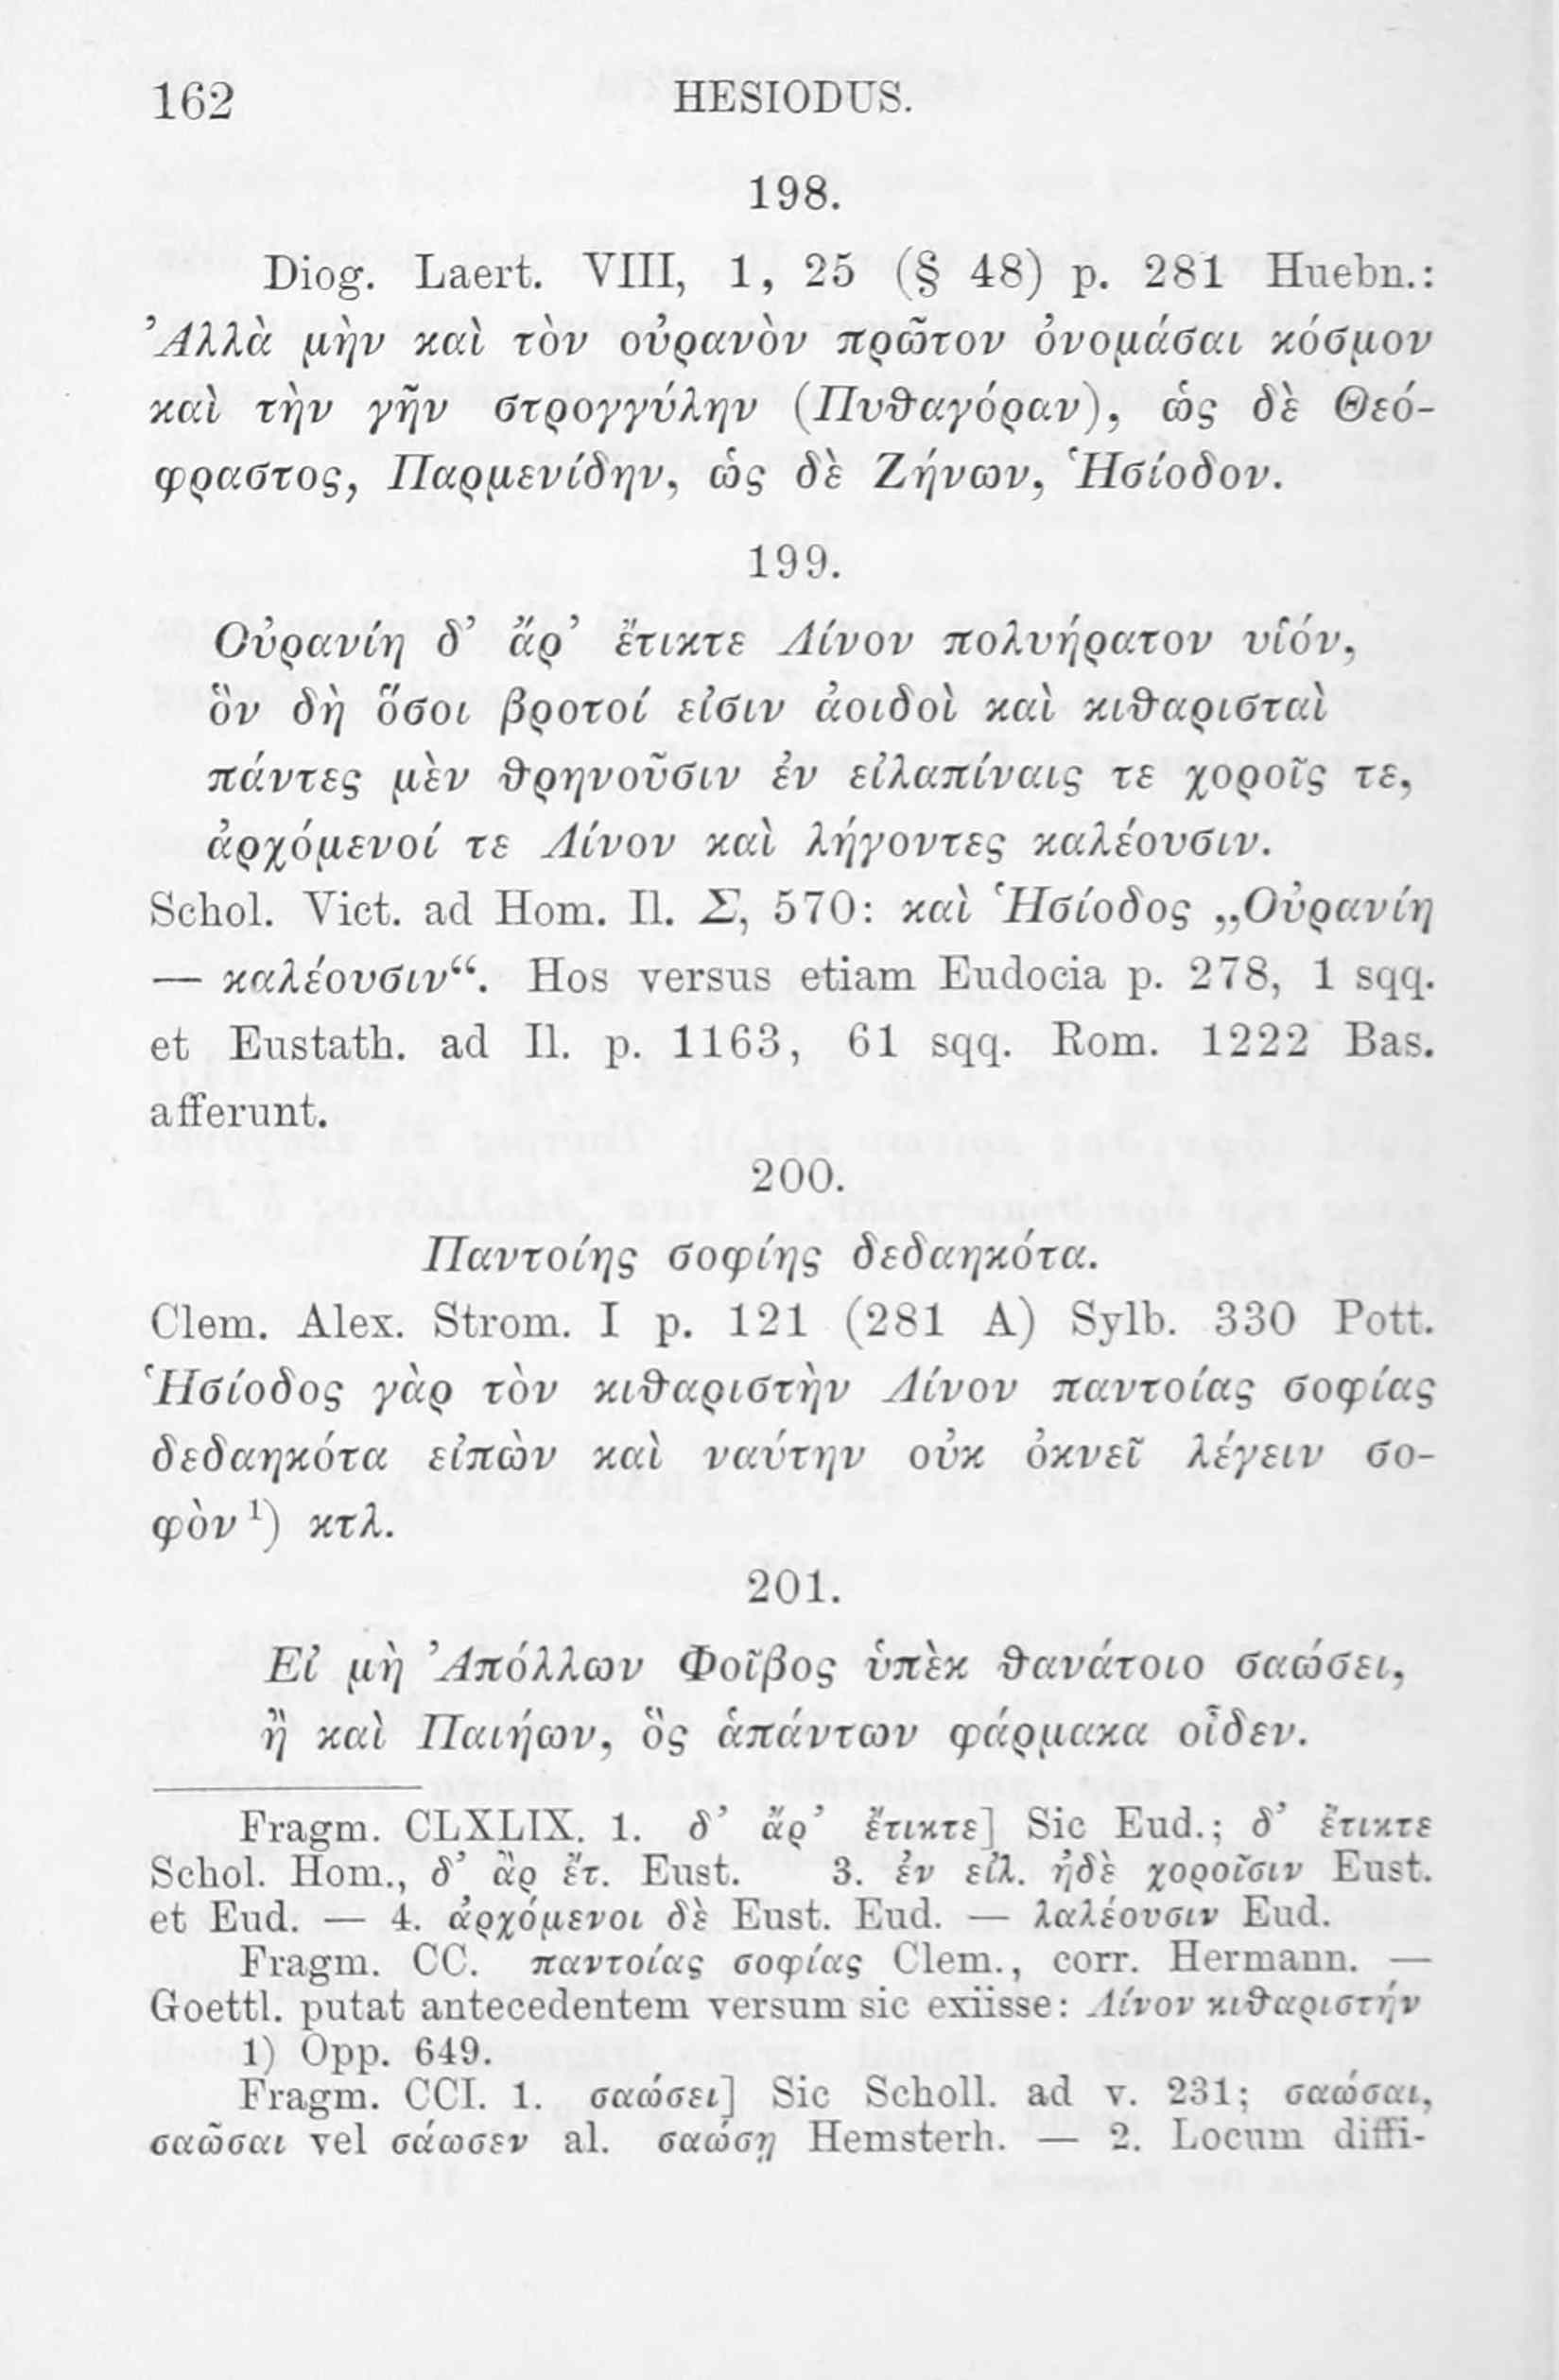 162 HESIODUS.
198.
Diog. Laert. VIII, 1, 25 (§ 48) p. 281 Huebn.:
Ἀλλὰ μὴν καὶ τὸν οὐρανὸν πρῶτον ὀνομάσαι κόσμον
καὶ τὴν γῆν στρογγύλην (Πυθαγόραν), ὡς δὲ Θεό-
φραστος, Παρμενίδην, ὡς δὲ Ζήνων, Ἡσίοδον.
199.
Οὐρανίη δ’ ἄρ’ ἔτικτε Λίνον πολυήρατον υἱόν,
ὃν δὴ ὅσοι βροτοί εἰσιν ἀοιδοὶ καὶ κιθαρισταὶ
πάντες μὲν θρηνοῦσιν ἐν εἰλαπίναις τε χοροῖς τε,
ἀρχόμενοί τε Λίνον καὶ λήγοντες καλέουσιν.
Schol. Vict. ad Hom. Il. Σ, 570: καὶ Ἡσίοδος „Οὐρανίη
— καλέουσιν“. Hos versus etiam Eudocia p. 278, 1 sqq.
et Eustath. ad Il. p. 1163, 61 sqq. Rom. 1222 Bas.
afferunt.
200.
Παντοίης σοφίης δεδαηκότα.
Clem. Alex. Strom. I p. 121 (281 A) Sylb. 330 Pott.
Ἡσίοδος γὰρ τὸν κιθαριστὴν Λίνον παντοίας σοφίας
δεδαηκότα εἰπὼν καὶ ναύτην οὐκ ὀκνεῖ λέγειν σο-
φὸν ¹) κτλ.
201.
Εἰ μὴ Ἀπόλλων Φοῖβος ὑπὲκ θανάτοιο σαώσει,
ἢ καὶ Παιήων, ὃς ἁπάντων φάρμακα οἶδεν.
Fragm. CLXLIX. 1. δ’ ἄρ’ ἔτικτε] Sic Eud.; δ’ ἔτικτε
Schol. Hom., δ’ ἂρ ἔτ. Eust. 3. ἐν εἰλ. ἠδὲ χοροῖσιν Eust.
et Eud. — 4. ἀρχόμενοι δὲ Eust. Eud. — λαλέουσιν Eud.
Fragm. CC. παντοίας σοφίας Clem., corr. Hermann. —
Goettl. putat antecedentem versum sic exiisse: Λίνον κιθαριστήν
1) Opp. 649.
Fragm. CCI. 1. σαώσει] Sic Scholl. ad v. 231; σαώσαι,
σαῶσαι vel σάωσεν al. σαώσῃ Hemsterh. — 2. Locum diffi-